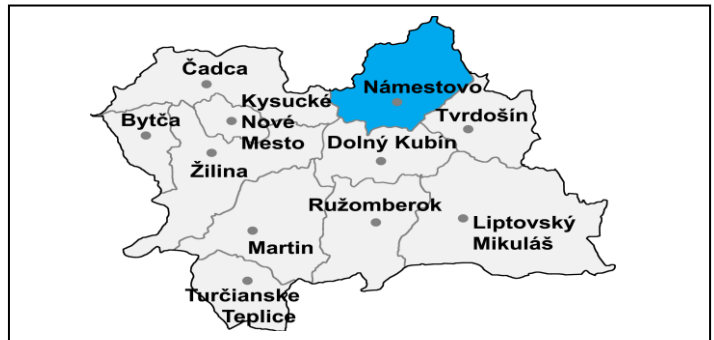 Čadca
Námestovo
Kysucké
Nové
Mesto
Bytča
Tvrdošín
Dolný Kubín
Žilina
Ružomberok
Liptovský
Mikuláš
Martin
Turčianske
Teplice